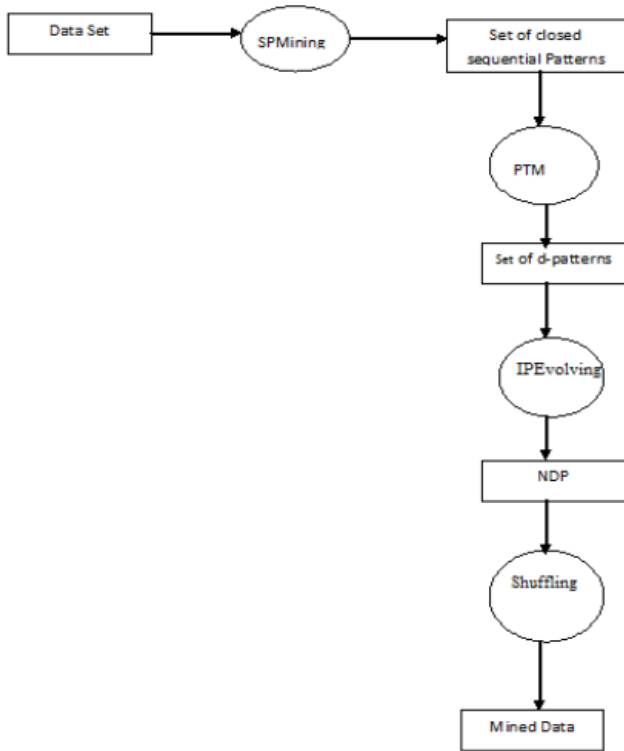 Data Set
SPMining
Set of closed
sequential Patterns
PTM
Set of d-patterns
IPEvolving
NDP
Shuffling
Mined Data